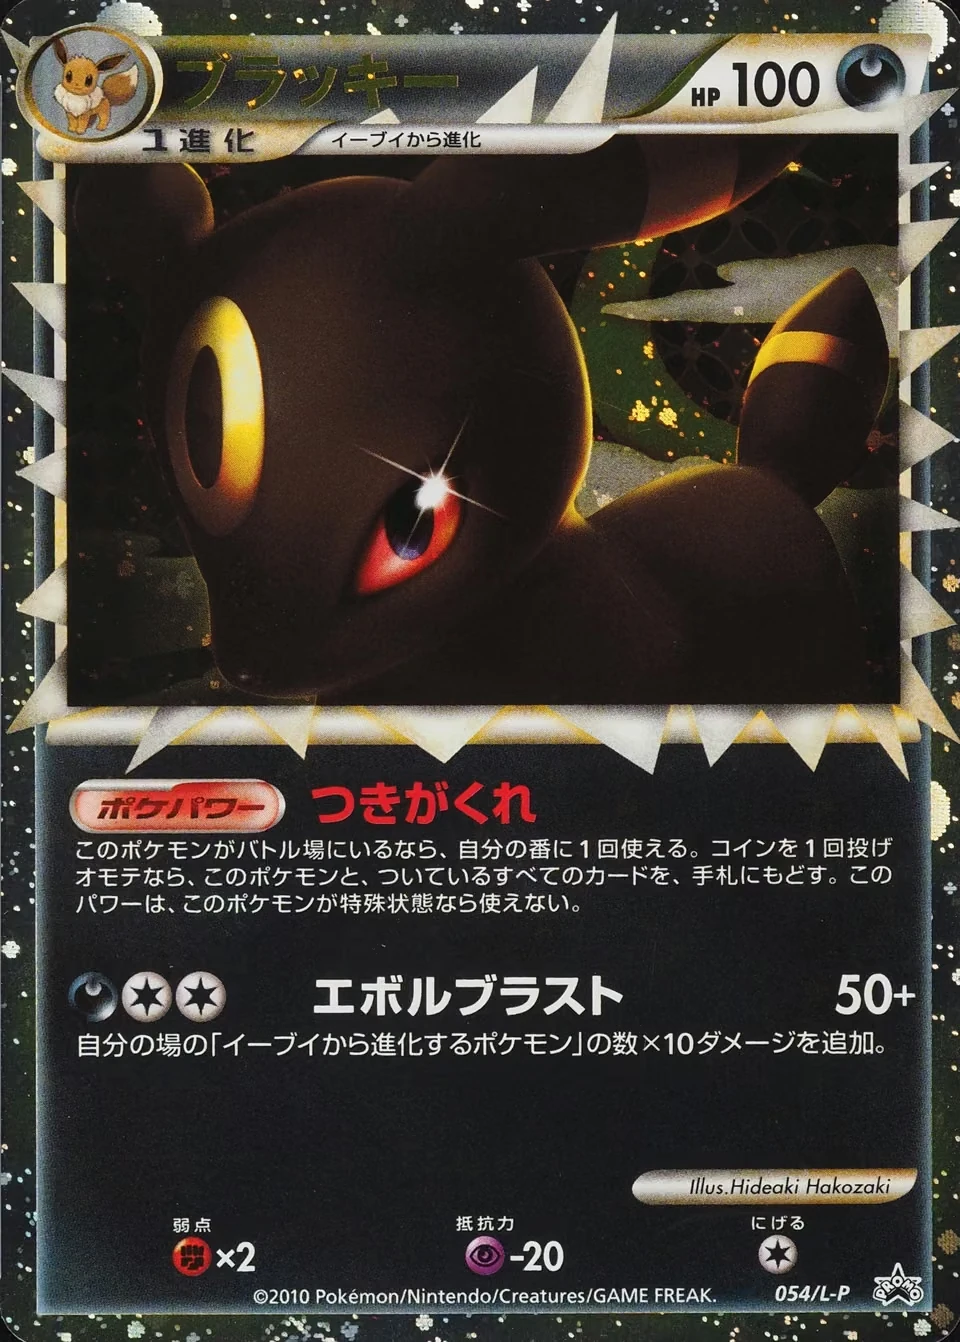 ブラッキー
HP 100
1進化
イーブイから進化
ポケパワー つきがくれ
このポケモンがバトル場にいるなら、自分の番に1回使える。コインを1回投げ
オモテなら、このポケモンと、ついているすべてのカードを、手札にもどす。この
パワーは、このポケモンが特殊状態なら使えない。
エボルブラスト 50+
自分の場の「イーブイから進化するポケモン」の数×10ダメージを追加。
Illus.Hideaki Hakozaki
弱点 抵抗力 にげる
×2 -20
©2010 Pokémon/Nintendo/Creatures/GAME FREAK.
054/L-P PROMO